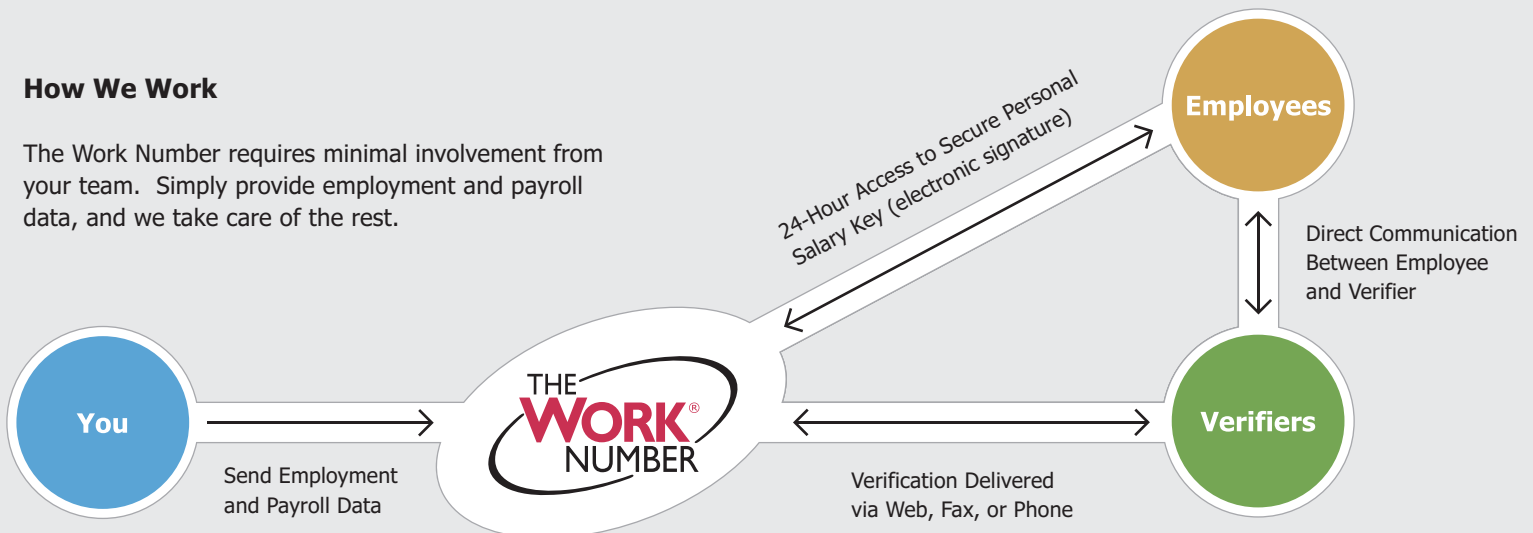 How We Work
The Work Number requires minimal involvement from
your team.  Simply provide employment and payroll
data, and we take care of the rest.
24-Hour Access to Secure Personal
Salary Key (electronic signature)
Employees
Direct Communication
Between Employee
and Verifier
You
Send Employment
and Payroll Data
THE
WORK®
NUMBER
Verification Delivered
via Web, Fax, or Phone
Verifiers